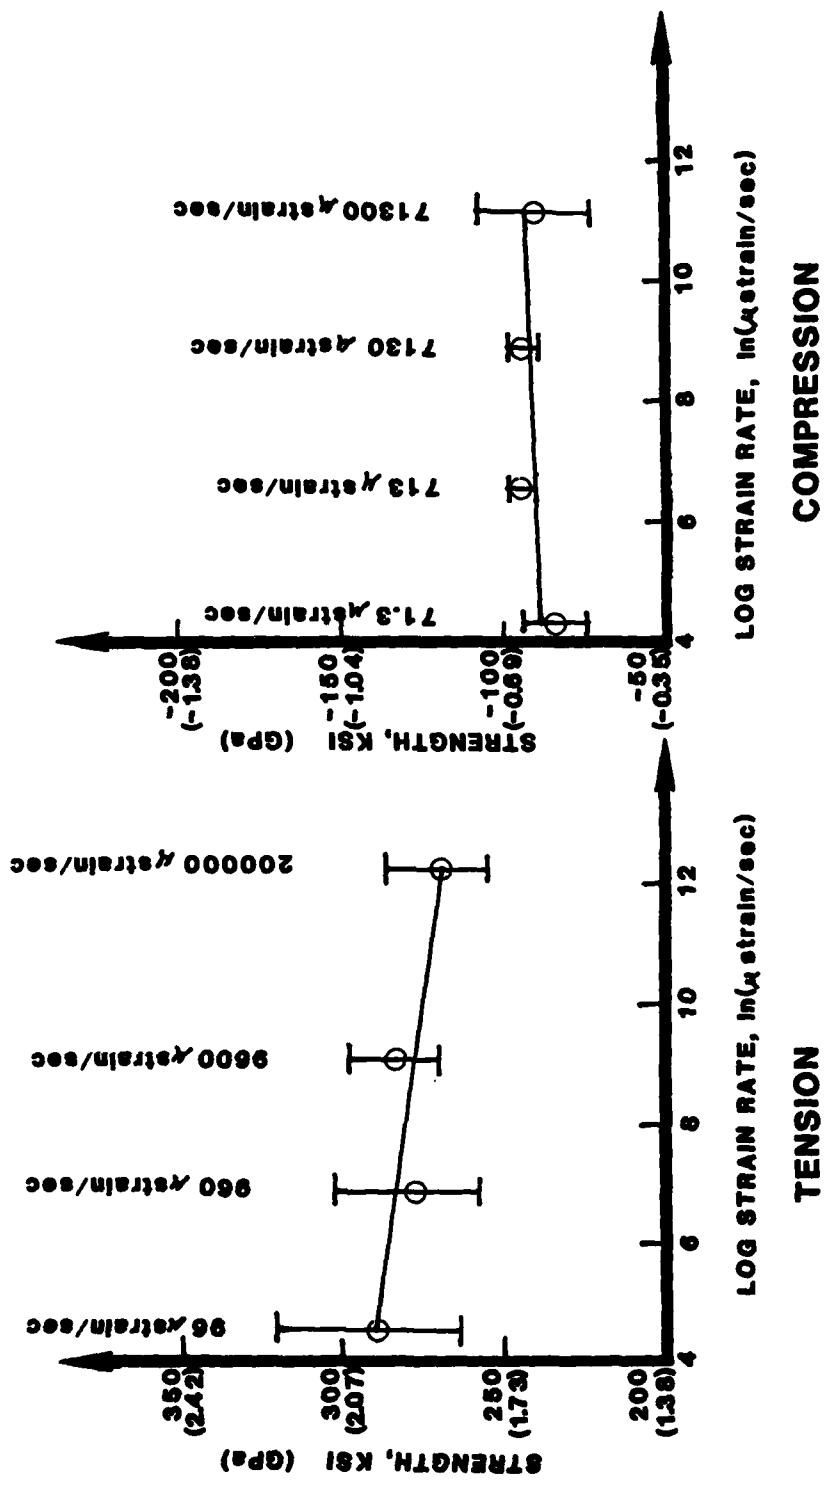 STRENGTH, KSI (GPa)
350
(2.42)
300
(2.07)
250
(1.73)
200
(1.38)
96 μstrain/sec
960 μstrain/sec
9600 μstrain/sec
200000 μstrain/sec
4
6
8
10
12
LOG STRAIN RATE, ln(μstrain/sec)
TENSION
STRENGTH, KSI (GPa)
-200
(-1.38)
-150
(-1.04)
-100
(-0.69)
-50
(-0.35)
71.3 μstrain/sec
713 μstrain/sec
7130 μstrain/sec
71300 μstrain/sec
4
6
8
10
12
LOG STRAIN RATE, ln(μstrain/sec)
COMPRESSION